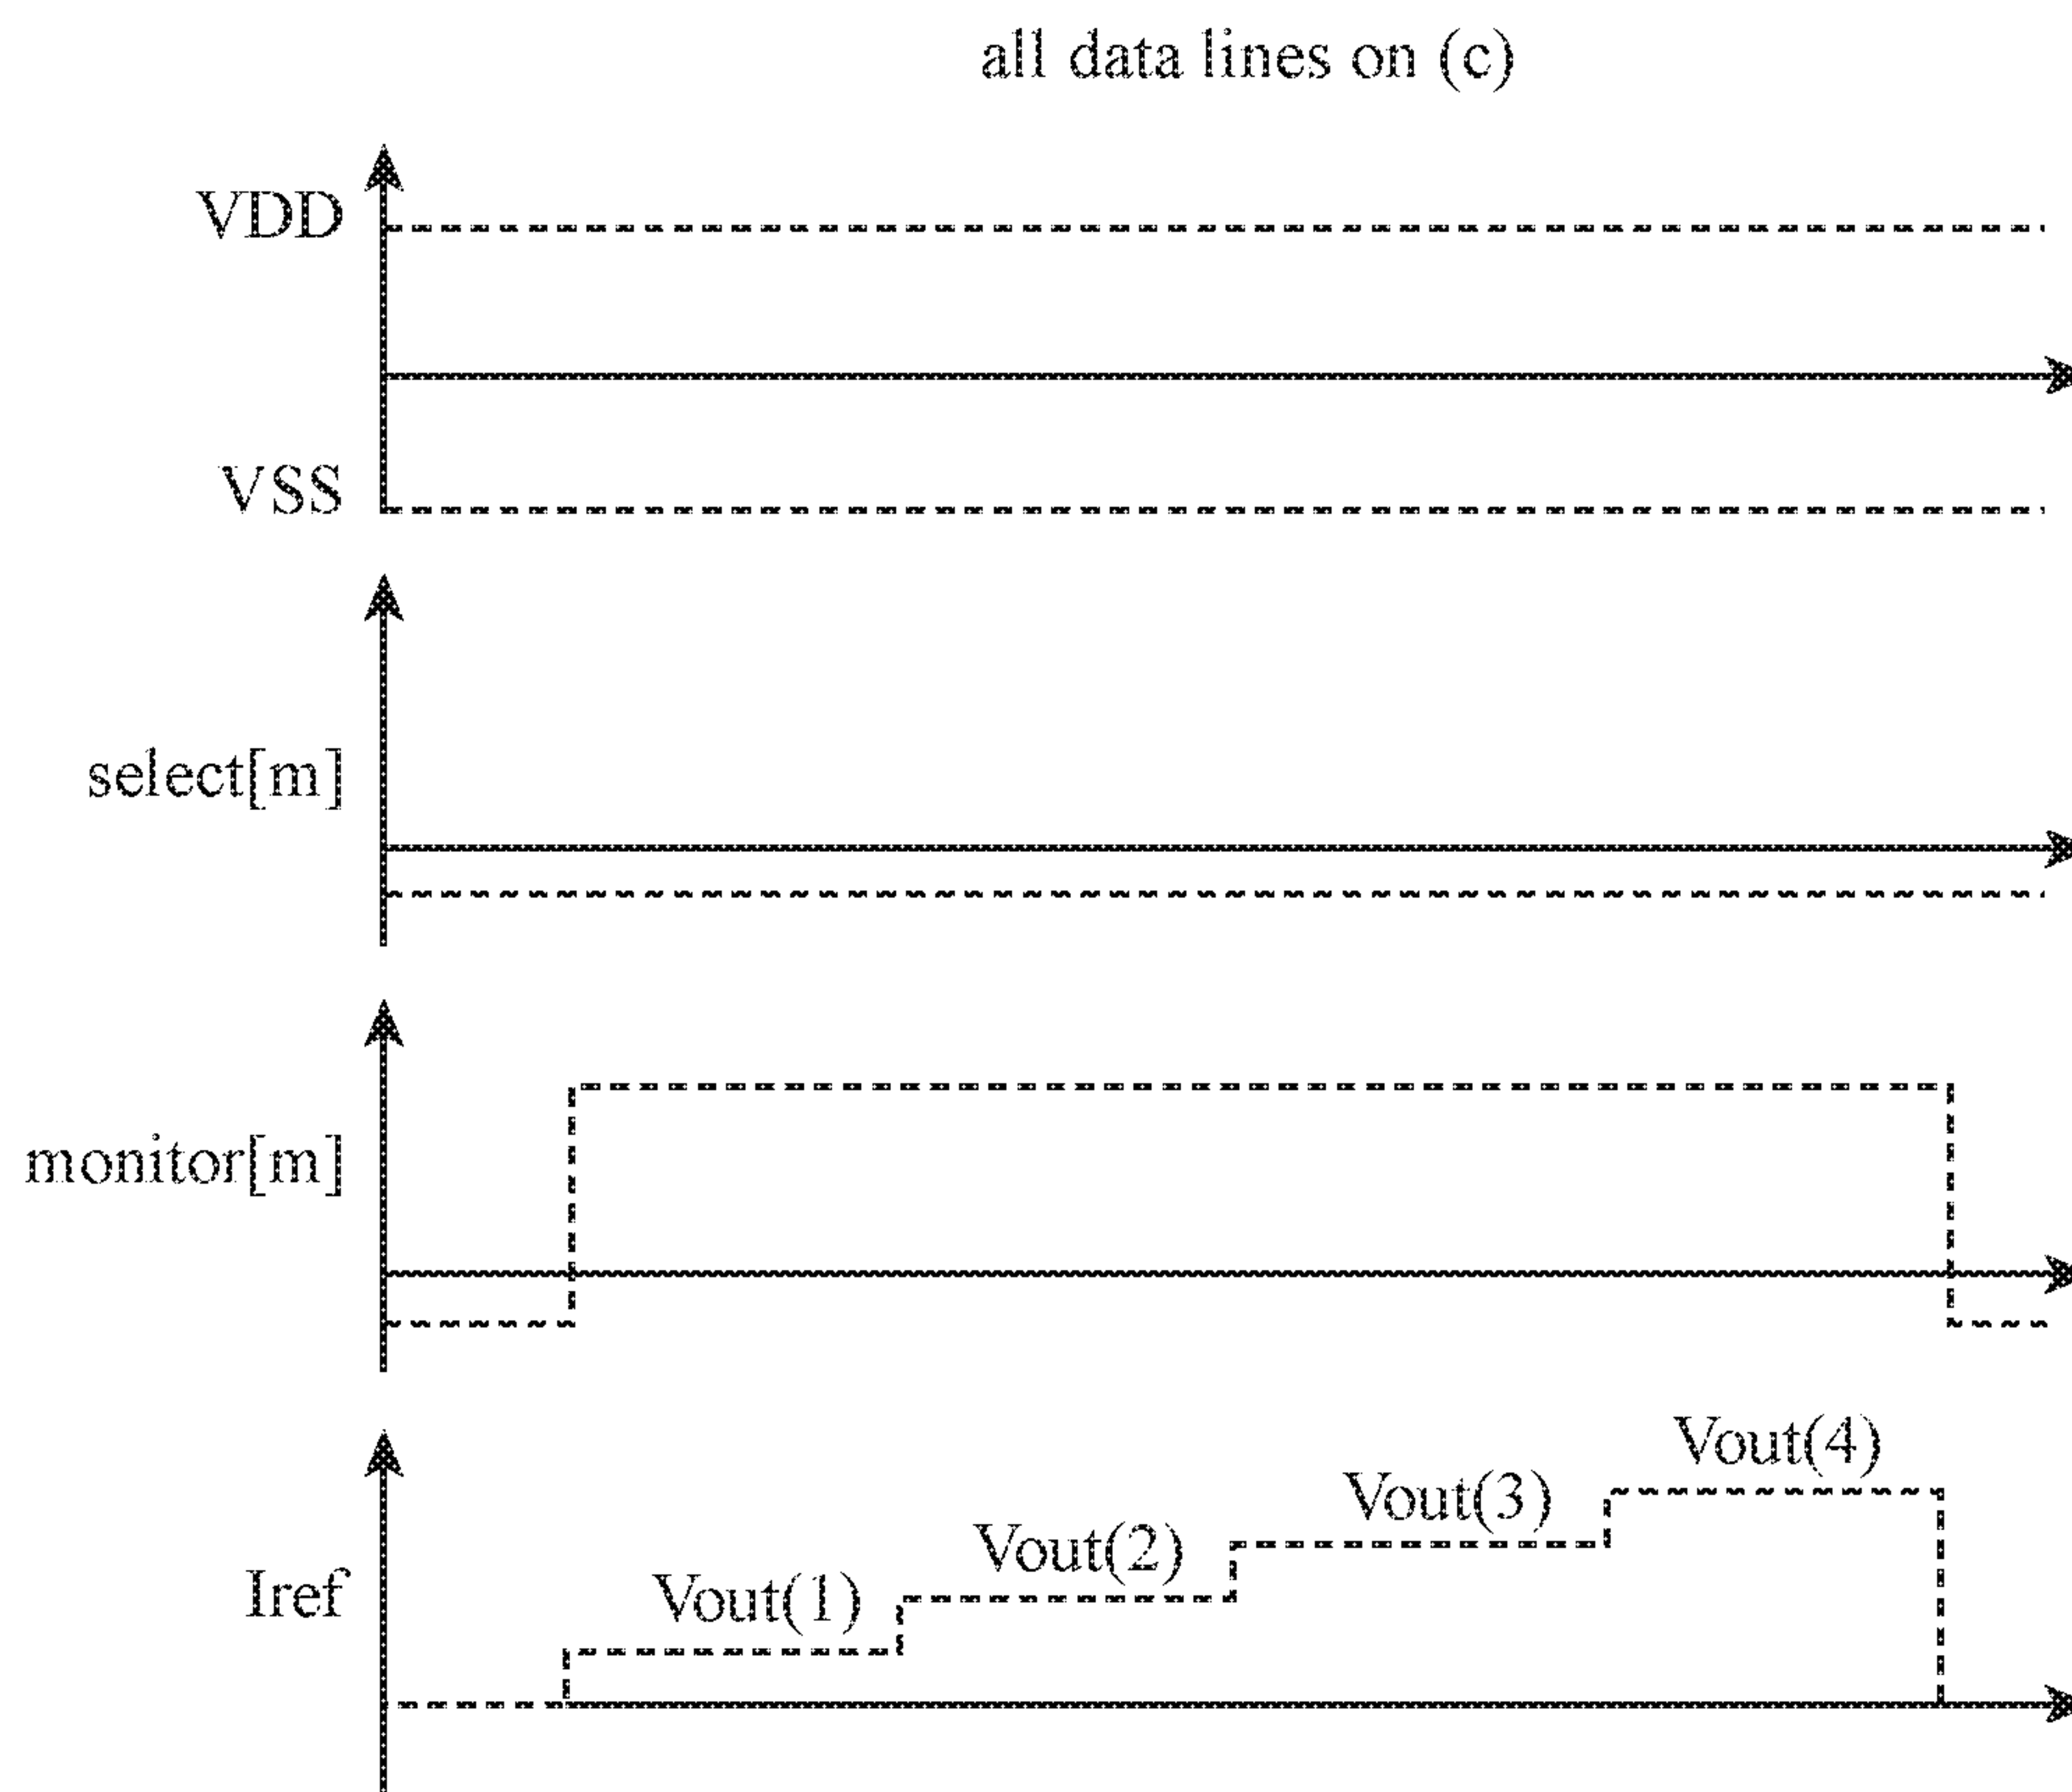 all data lines on (c)
VDD
VSS
select[m]
monitor[m]
Vout(4)
Vout(3)
Vout(2)
Vout(1)
Iref